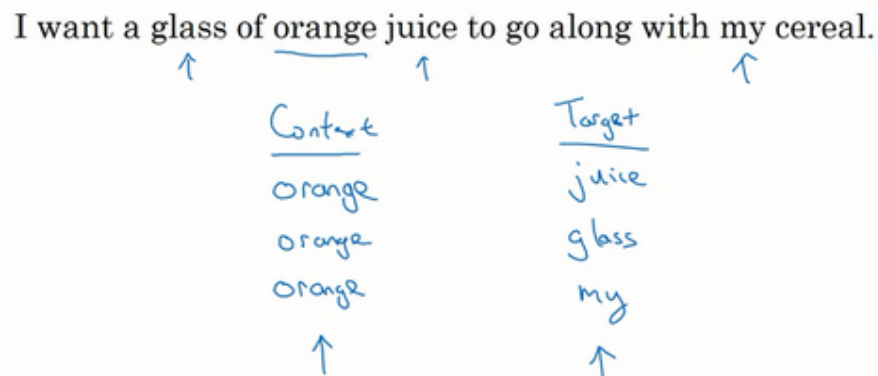 I want a glass of orange juice to go along with my cereal.
Context Target
orange juice
orange glass
orange my